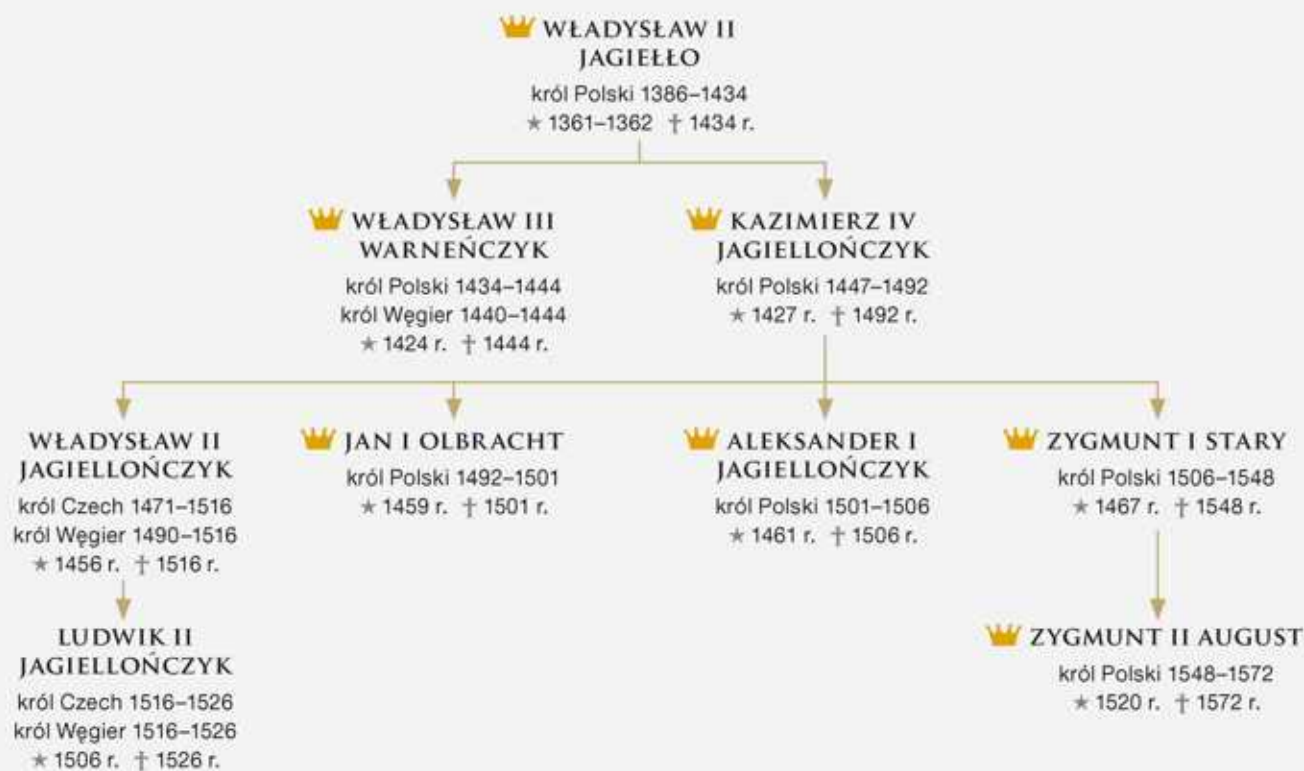 WŁADYSŁAW II
JAGIEŁŁO
król Polski 1386–1434
★ 1361–1362 † 1434 r.
WŁADYSŁAW III
WARNEŃCZYK
król Polski 1434–1444
król Węgier 1440–1444
★ 1424 r. † 1444 r.
KAZIMIERZ IV
JAGIELLOŃCZYK
król Polski 1447–1492
★ 1427 r. † 1492 r.
WŁADYSŁAW II
JAGIELLOŃCZYK
król Czech 1471–1516
król Węgier 1490–1516
★ 1456 r. † 1516 r.
JAN I OLBRACHT
król Polski 1492–1501
★ 1459 r. † 1501 r.
ALEKSANDER I
JAGIELLOŃCZYK
król Polski 1501–1506
★ 1461 r. † 1506 r.
ZYGMUNT I STARY
król Polski 1506–1548
★ 1467 r. † 1548 r.
LUDWIK II
JAGIELLOŃCZYK
król Czech 1516–1526
król Węgier 1516–1526
★ 1506 r. † 1526 r.
ZYGMUNT II AUGUST
król Polski 1548–1572
★ 1520 r. † 1572 r.